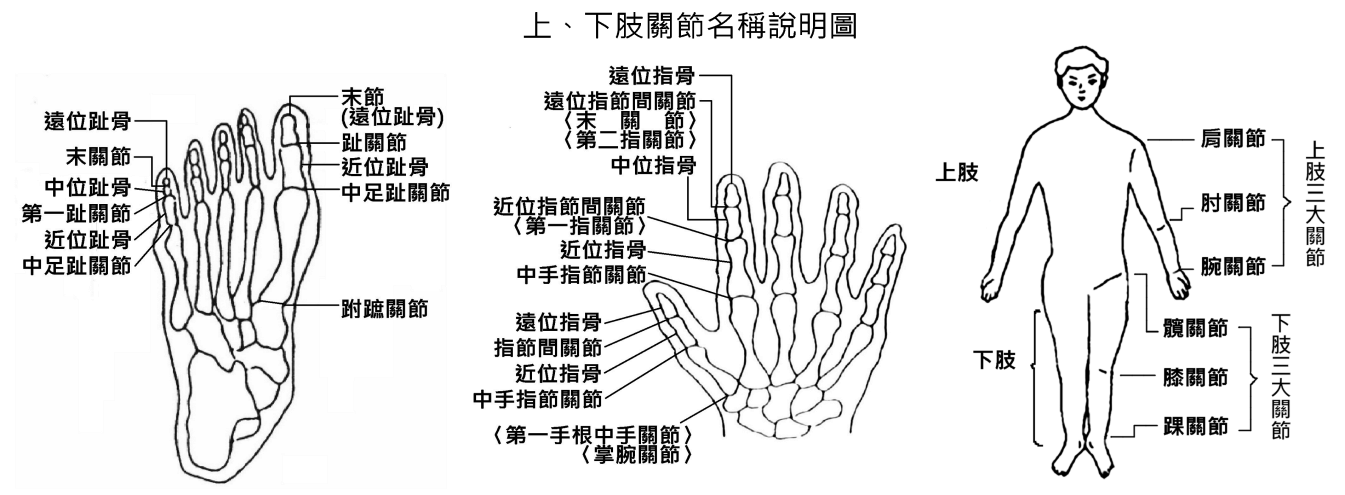 上、下肢關節名稱說明圖
遠位趾骨
末關節
中位趾骨
第一趾關節
近位趾骨
中足趾關節
末節
(遠位趾骨)
趾關節
近位趾骨
中足趾關節
跗蹠關節
遠位指骨
遠位指節間關節
〈末關節〉
〈第二指關節〉
中位指骨
近位指節間關節
〈第一指關節〉
近位指骨
中手指節關節
遠位指骨
指節間關節
近位指骨
中手指節關節
〈第一手根中手關節〉
〈掌腕關節〉
上肢
下肢
肩關節
肘關節
腕關節
上肢三大關節
髖關節
膝關節
踝關節
下肢三大關節